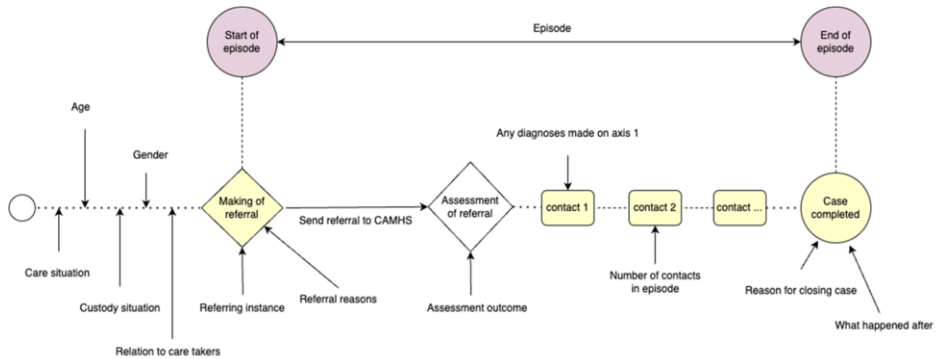 Start of
episode
Episode
End of
episode
Age
Gender
Any diagnoses made on axis 1
Making of
referral
Send referral to CAMHS
Assessment
of referral
contact 1
contact 2
contact ...
Case
completed
Care situation
Custody situation
Relation to care takers
Referring instance
Referral reasons
Assessment outcome
Number of contacts
in episode
Reason for closing case
What happened after